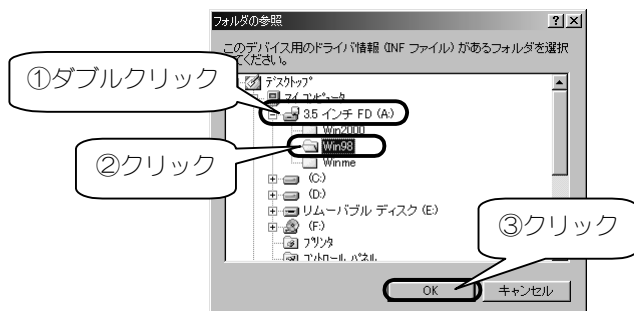 フォルダの参照
このデバイス用のドライバ情報 (INF ファイル) があるフォルダを選択
てください。
①ダブルクリック
デスクトップ
マイ コンピュータ
3.5 インチ FD (A:)
Win2000
②クリック
Win98
Winme
(C:)
(D:)
リムーバブル ディスク (E:)
(F:)
③クリック
プリンタ
コントロール パネル
OK
キャンセル